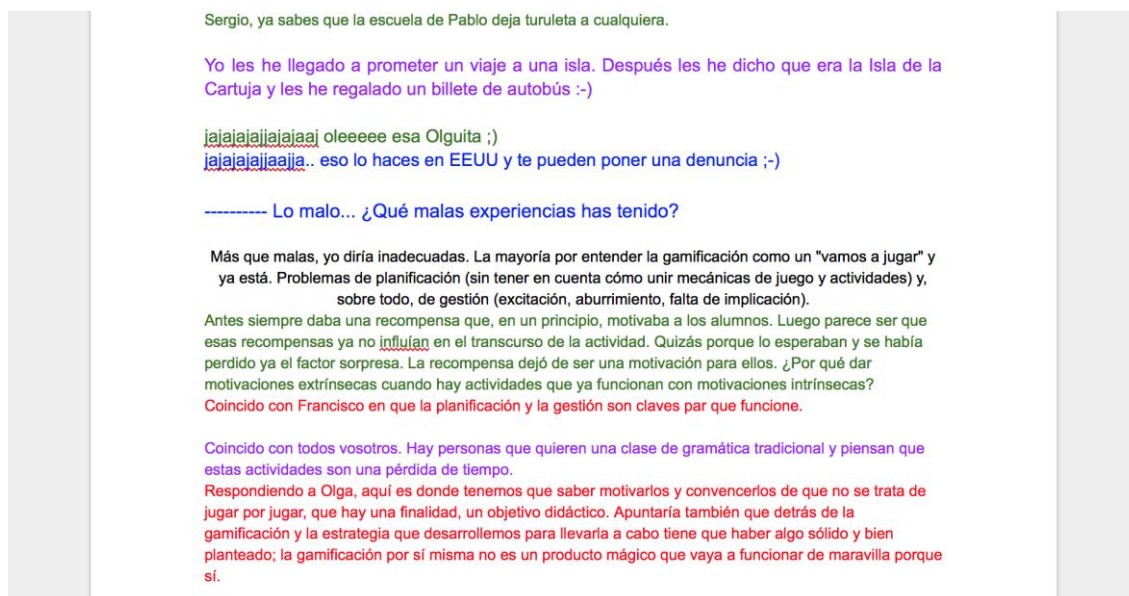 Sergio, ya sabes que la escuela de Pablo deja turuleta a cualquiera.
Yo les he llegado a prometer un viaje a una isla. Después les he dicho que era la Isla de la
Cartuja y les he regalado un billete de autobús :-)
jajajajajjajajaaj oleeeee esa Olguita ;)
jajajajajjaajja.. eso lo haces en EEUU y te pueden poner una denuncia ;-)
---------- Lo malo... ¿Qué malas experiencias has tenido?
Más que malas, yo diría inadecuadas. La mayoría por entender la gamificación como un "vamos a jugar" y
ya está. Problemas de planificación (sin tener en cuenta cómo unir mecánicas de juego y actividades) y,
sobre todo, de gestión (excitación, aburrimiento, falta de implicación).
Antes siempre daba una recompensa que, en un principio, motivaba a los alumnos. Luego parece ser que
esas recompensas ya no influían en el transcurso de la actividad. Quizás porque lo esperaban y se había
perdido ya el factor sorpresa. La recompensa dejó de ser una motivación para ellos. ¿Por qué dar
motivaciones extrínsecas cuando hay actividades que ya funcionan con motivaciones intrínsecas?
Coincido con Francisco en que la planificación y la gestión son claves par que funcione.
Coincido con todos vosotros. Hay personas que quieren una clase de gramática tradicional y piensan que
estas actividades son una pérdida de tiempo.
Respondiendo a Olga, aquí es donde tenemos que saber motivarlos y convencerlos de que no se trata de
jugar por jugar, que hay una finalidad, un objetivo didáctico. Apuntaría también que detrás de la
gamificación y la estrategia que desarrollemos para llevarla a cabo tiene que haber algo sólido y bien
planteado; la gamificación por sí misma no es un producto mágico que vaya a funcionar de maravilla porque
sí.